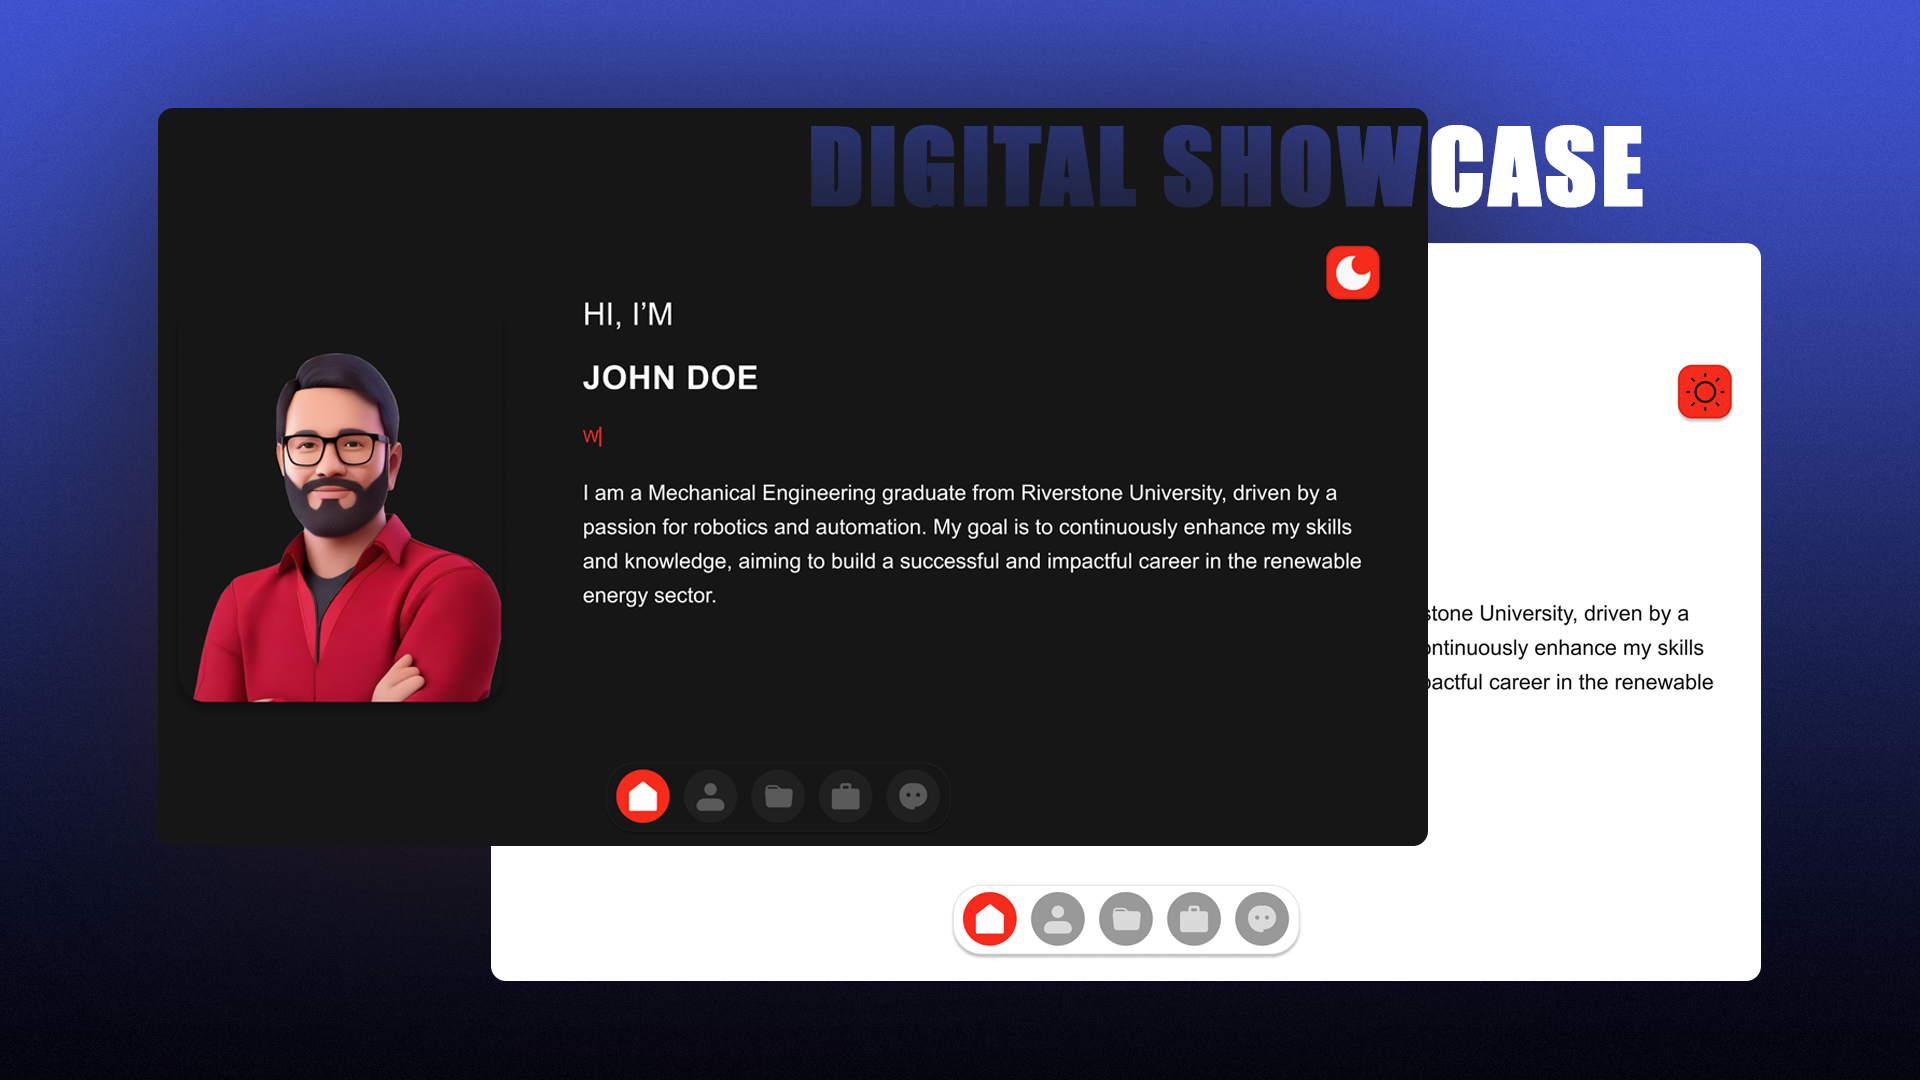 DIGITAL SHOWCASE
HI, I’M
JOHN DOE
w
I am a Mechanical Engineering graduate from Riverstone University, driven by a
passion for robotics and automation. My goal is to continuously enhance my skills
and knowledge, aiming to build a successful and impactful career in the renewable
energy sector.
stone University, driven by a
ontinuously enhance my skills
pactful career in the renewable